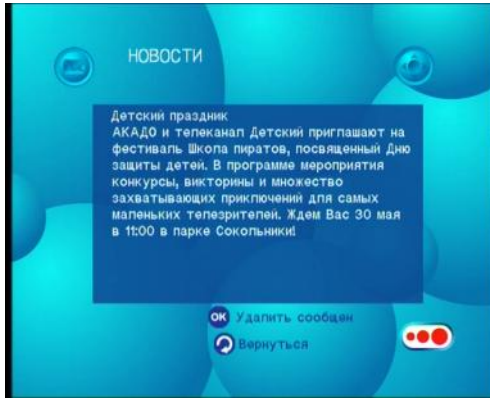 НОВОСТИ
Детский праздник
АКАДО и телеканал Детский приглашают на
фестиваль Школа пиратов, посвященный Дню
защиты детей. В программе мероприятия
конкурсы, викторины и множество
захватывающих приключений для самых
маленьких телезрителей. Ждем Вас 30 мая
в 11:00 в парке Сокольники!
OK Удалить сообщен
Вернуться